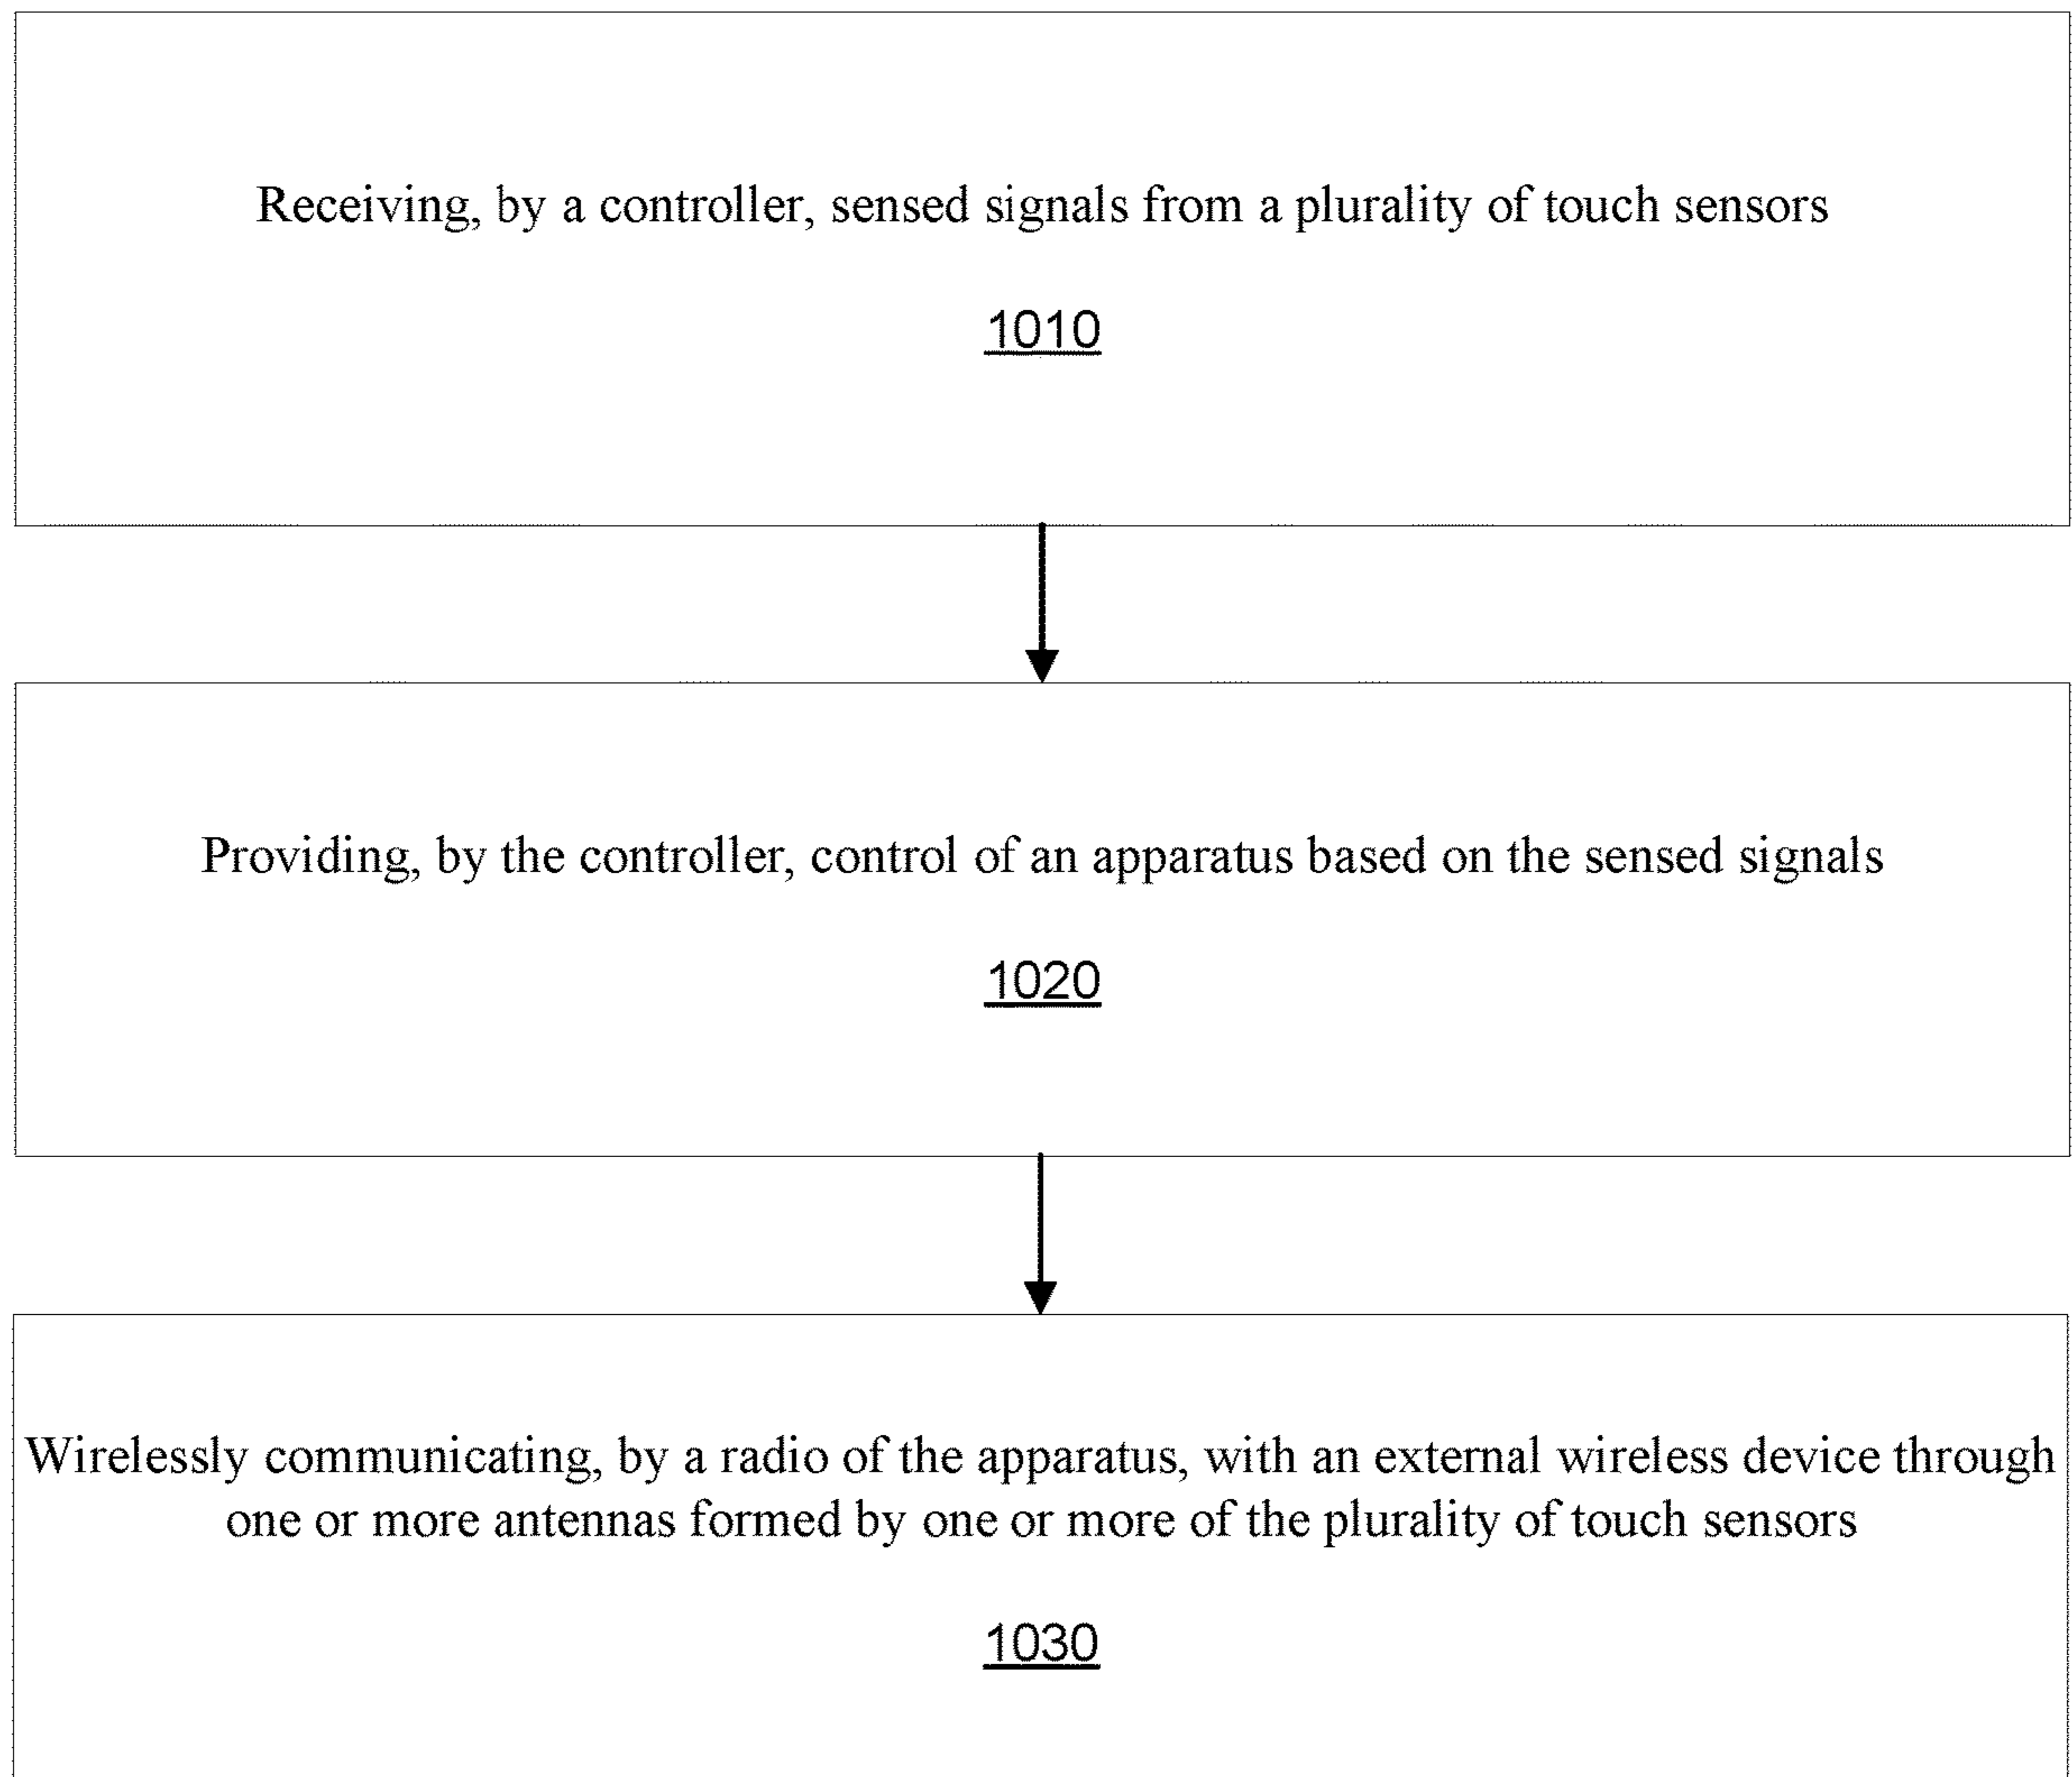 Receiving, by a controller, sensed signals from a plurality of touch sensors
1010
Providing, by the controller, control of an apparatus based on the sensed signals
1020
Wirelessly communicating, by a radio of the apparatus, with an external wireless device through
one or more antennas formed by one or more of the plurality of touch sensors
1030